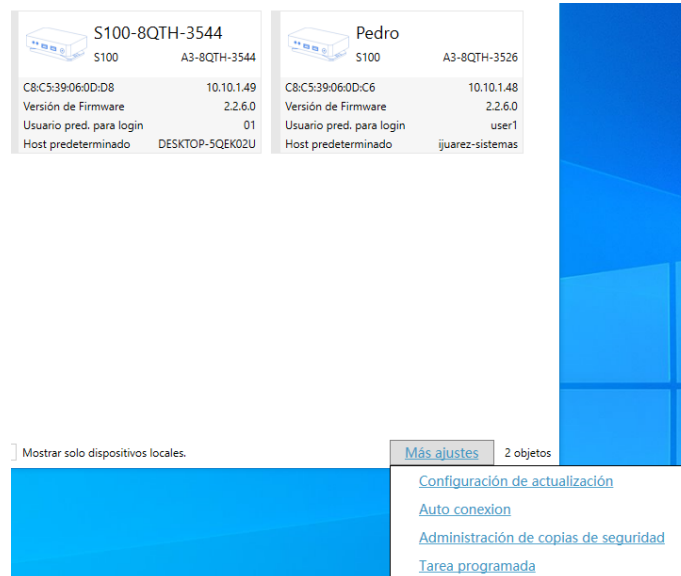 S100-8QTH-3544
S100 A3-8QTH-3544
C8:C5:39:06:0D:D8 10.10.1.49
Versión de Firmware 2.2.6.0
Usuario pred. para login 01
Host predeterminado DESKTOP-5QEK02U
Pedro
S100 A3-8QTH-3526
C8:C5:39:06:0D:C6 10.10.1.48
Versión de Firmware 2.2.6.0
Usuario pred. para login user1
Host predeterminado ijuarez-sistemas
Mostrar solo dispositivos locales. Más ajustes 2 objetos
Configuración de actualización
Auto conexion
Administración de copias de seguridad
Tarea programada